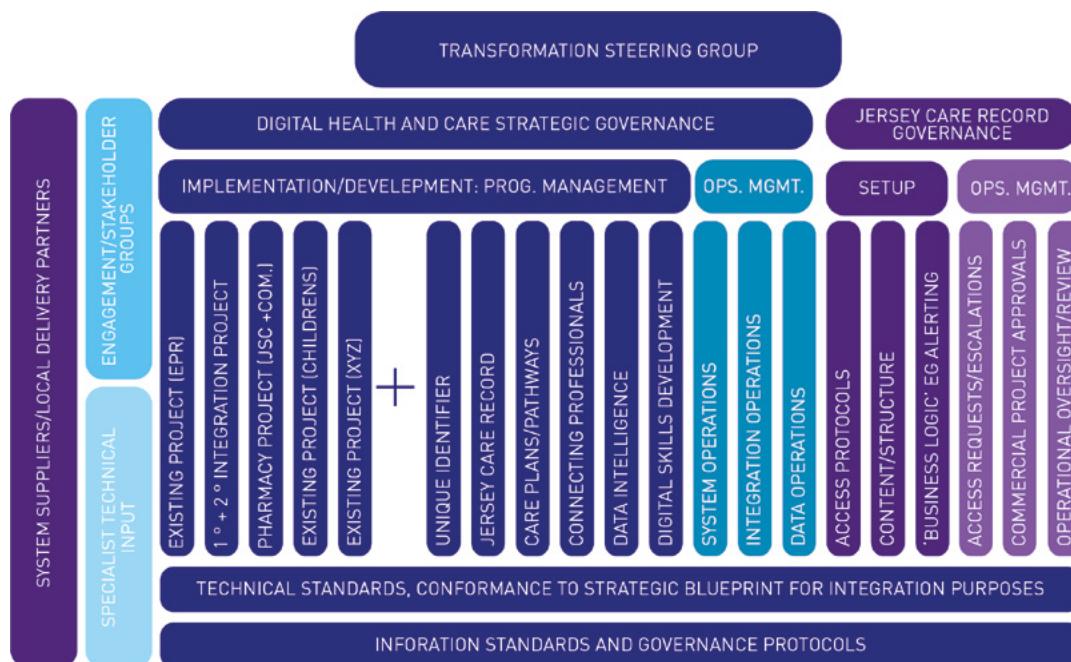 TRANSFORMATION STEERING GROUP
SYSTEM SUPPLIERS/LOCAL DELIVERY PARTNERS
ENGAGEMENT/STAKEHOLDER
GROUPS
SPECIALIST TECHNICAL
INPUT
DIGITAL HEALTH AND CARE STRATEGIC GOVERNANCE
JERSEY CARE RECORD
GOVERNANCE
IMPLEMENTATION/DEVELEPMENT: PROG. MANAGEMENT
OPS. MGMT.
SETUP
OPS. MGMT.
EXISTING PROJECT (EPR)
1 º + 2 º INTEGRATION PROJECT
PHARMACY PROJECT (JSC +COM.)
EXISTING PROJECT (CHILDRENS)
EXISTING PROJECT (XYZ)
+
UNIQUE IDENTIFIER
JERSEY CARE RECORD
CARE PLANS/PATHWAYS
CONNECTING PROFESSIONALS
DATA INTELLIGENCE
DIGITAL SKILLS DEVELOPMENT
SYSTEM OPERATIONS
INTEGRATION OPERATIONS
DATA OPERATIONS
ACCESS PROTOCOLS
CONTENT/STRUCTURE
'BUSINESS LOGIC' EG ALERTING
ACCESS REQUESTS/ESCALATIONS
COMMERCIAL PROJECT APPROVALS
OPERATIONAL OVERSIGHT/REVIEW
TECHNICAL STANDARDS, CONFORMANCE TO STRATEGIC BLUEPRINT FOR INTEGRATION PURPOSES
INFORATION STANDARDS AND GOVERNANCE PROTOCOLS